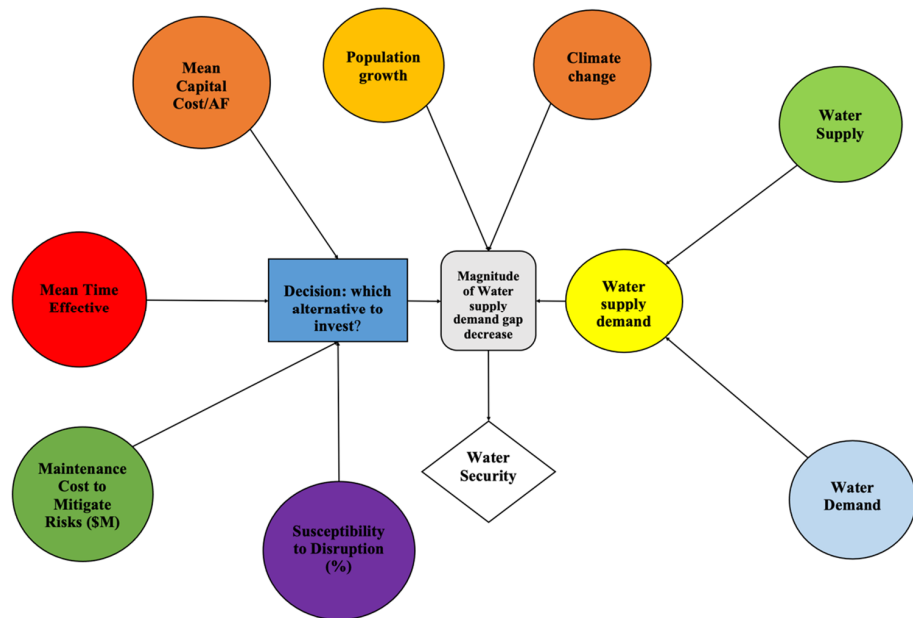 Mean
Capital
Cost/AF
Population
growth
Climate
change
Water
Supply
Mean Time
Effective
Decision: which
alternative to
invest?
Magnitude
of Water
supply
demand gap
decrease
Water
supply
demand
Maintenance
Cost to
Mitigate
Risks ($M)
Susceptibility
to Disruption
(%)
Water
Security
Water
Demand